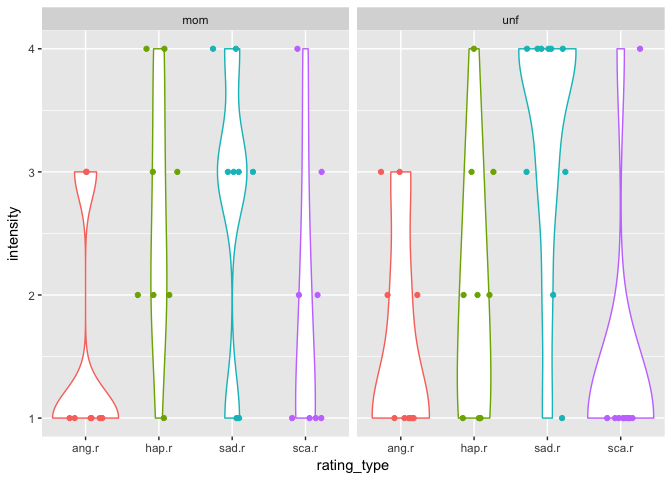 mom unf
intensity
4
3
2
1
ang.r hap.r sad.r sca.r ang.r hap.r sad.r sca.r
rating_type